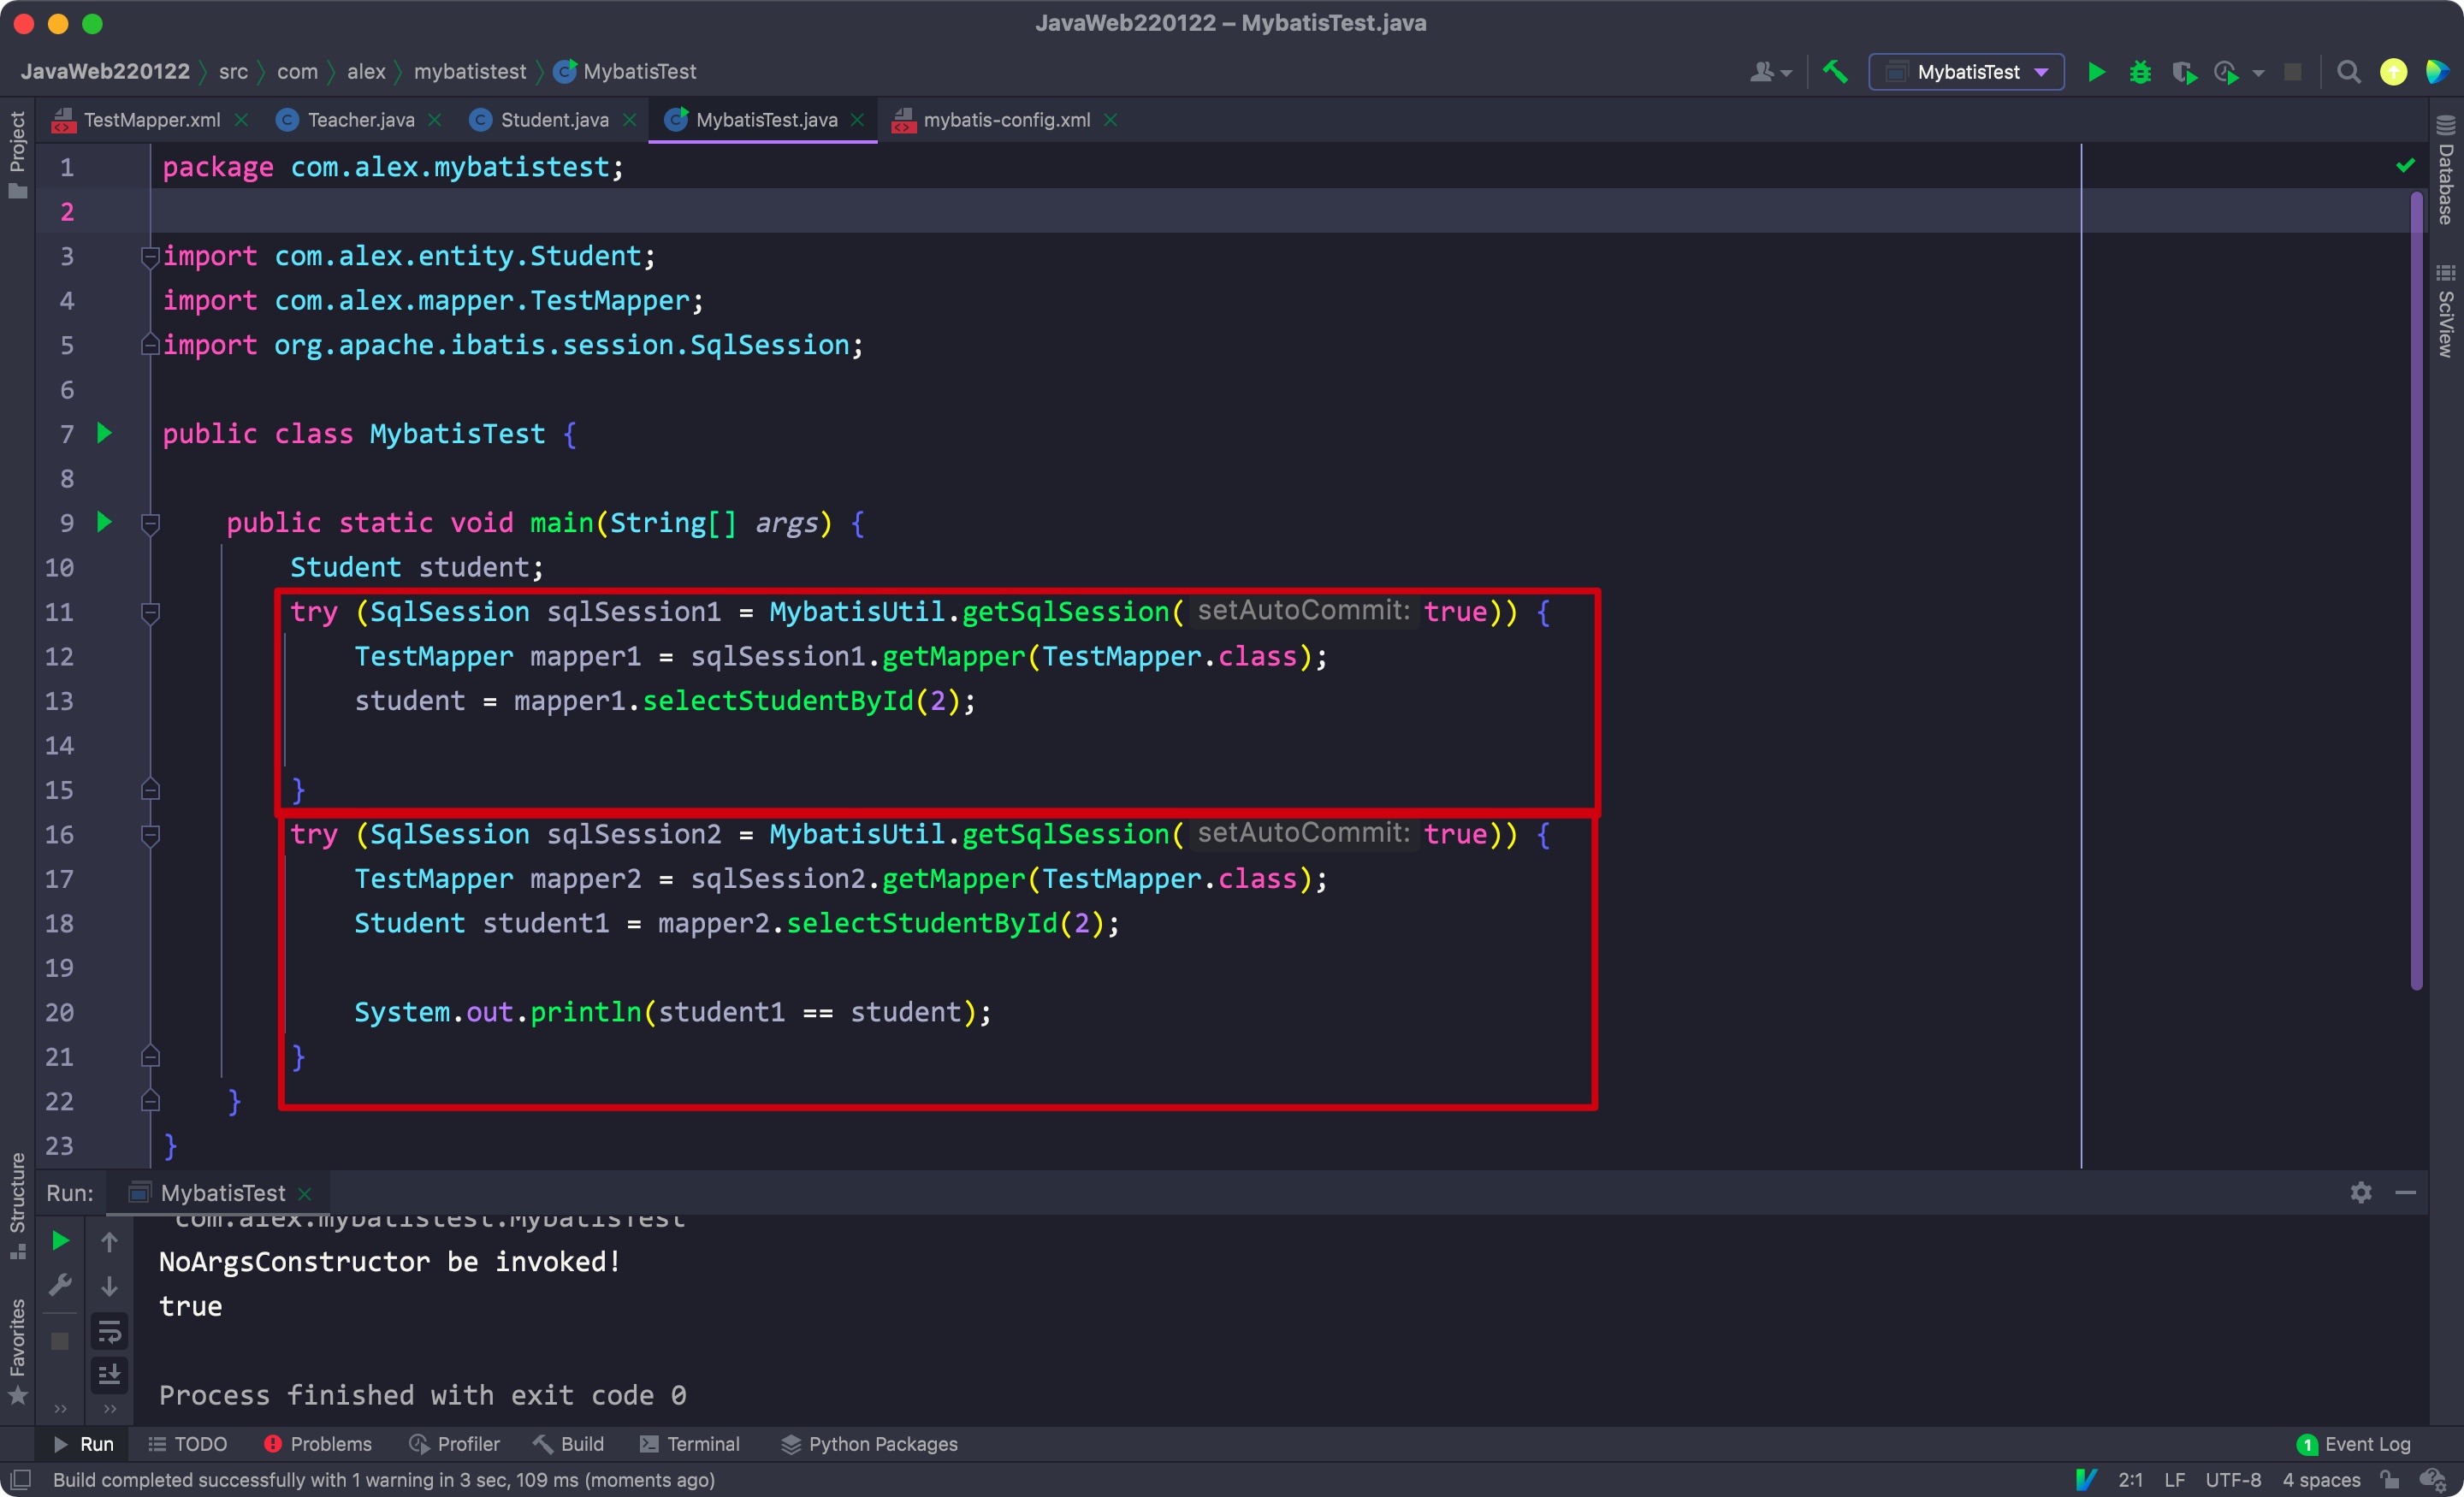 JavaWeb220122 – MybatisTest.java
JavaWeb220122 src com alex mybatistest MybatisTest
MybatisTest
TestMapper.xml Teacher.java Student.java MybatisTest.java mybatis-config.xml
Project
Database
SciView
Structure
Favorites
1 package com.alex.mybatistest;
2
3 import com.alex.entity.Student;
4 import com.alex.mapper.TestMapper;
5 import org.apache.ibatis.session.SqlSession;
6
7 public class MybatisTest {
8
9 public static void main(String[] args) {
10 Student student;
11 try (SqlSession sqlSession1 = MybatisUtil.getSqlSession( setAutoCommit: true)) {
12 TestMapper mapper1 = sqlSession1.getMapper(TestMapper.class);
13 student = mapper1.selectStudentById(2);
14
15 }
16 try (SqlSession sqlSession2 = MybatisUtil.getSqlSession( setAutoCommit: true)) {
17 TestMapper mapper2 = sqlSession2.getMapper(TestMapper.class);
18 Student student1 = mapper2.selectStudentById(2);
19
20 System.out.println(student1 == student);
21 }
22 }
23 }
Run: MybatisTest
com.alex.mybatistest.MybatisTest
NoArgsConstructor be invoked!
true
Process finished with exit code 0
Run TODO Problems Profiler Build Terminal Python Packages 1 Event Log
Build completed successfully with 1 warning in 3 sec, 109 ms (moments ago) 2:1 LF UTF-8 4 spaces